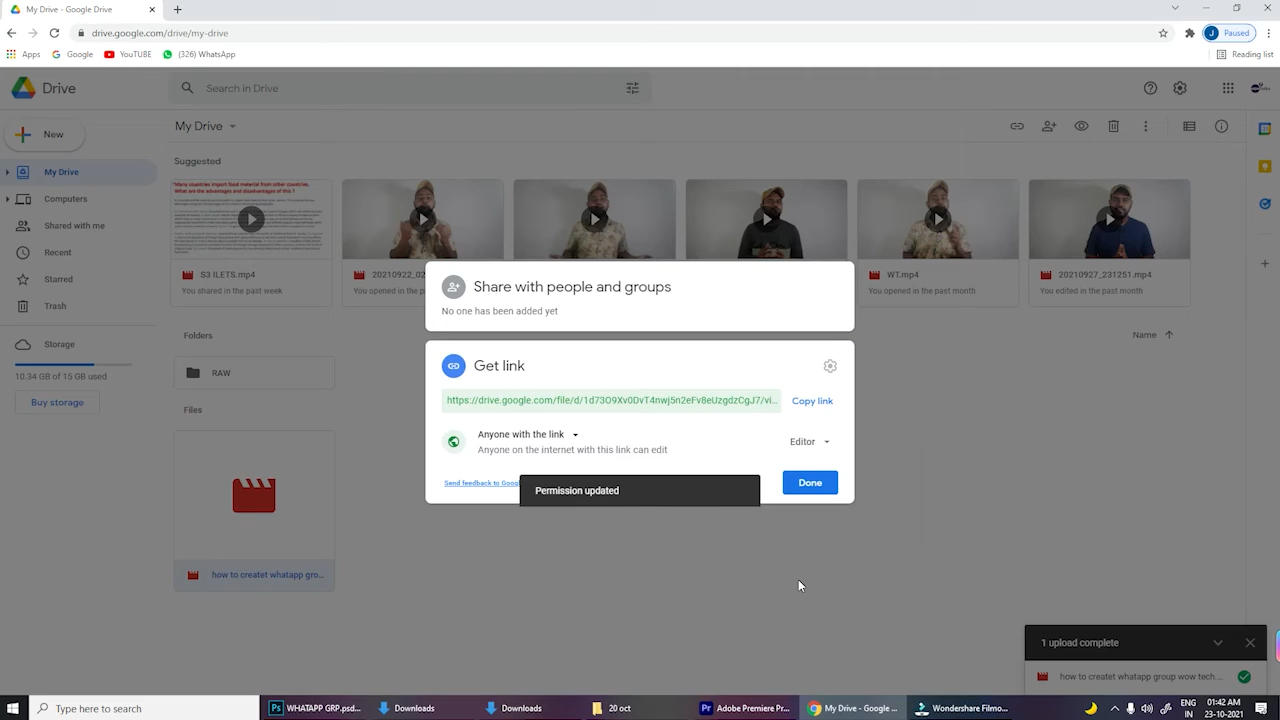 My Drive - Google Drive
drive.google.com/drive/my-drive
Paused
Apps
Google
YouTUBE
(326) WhatsApp
Reading list
Drive
Search in Drive
New
My Drive
Suggested
My Drive
Computers
Shared with me
Recent
Starred
Trash
Storage
10.34 GB of 15 GB used
Buy storage
"Many countries import food material from other countries.
What are the advantages and disadvantages of this ?
S3 ILETS.mp4
You shared in the past week
20210922_02
You opened in the past
WT.mp4
You opened in the past month
20210927_231251.mp4
You edited in the past month
Folders
Name
RAW
Files
how to createt whatapp gro...
Share with people and groups
No one has been added yet
Get link
https://drive.google.com/file/d/1d73O9Xv0DvT4nwj5n2eFv8eUzgdzCgJ7/vi...
Copy link
Anyone with the link
Anyone on the internet with this link can edit
Editor
Send feedback to Googl
Permission updated
Done
1 upload complete
how to createt whatapp group wow tech....
Type here to search
WHATAPP GRP.psd...
Downloads
Downloads
20 oct
Adobe Premiere Pr...
My Drive - Google ...
Wondershare Filmo...
ENG
IN
01:42 AM
23-10-2021